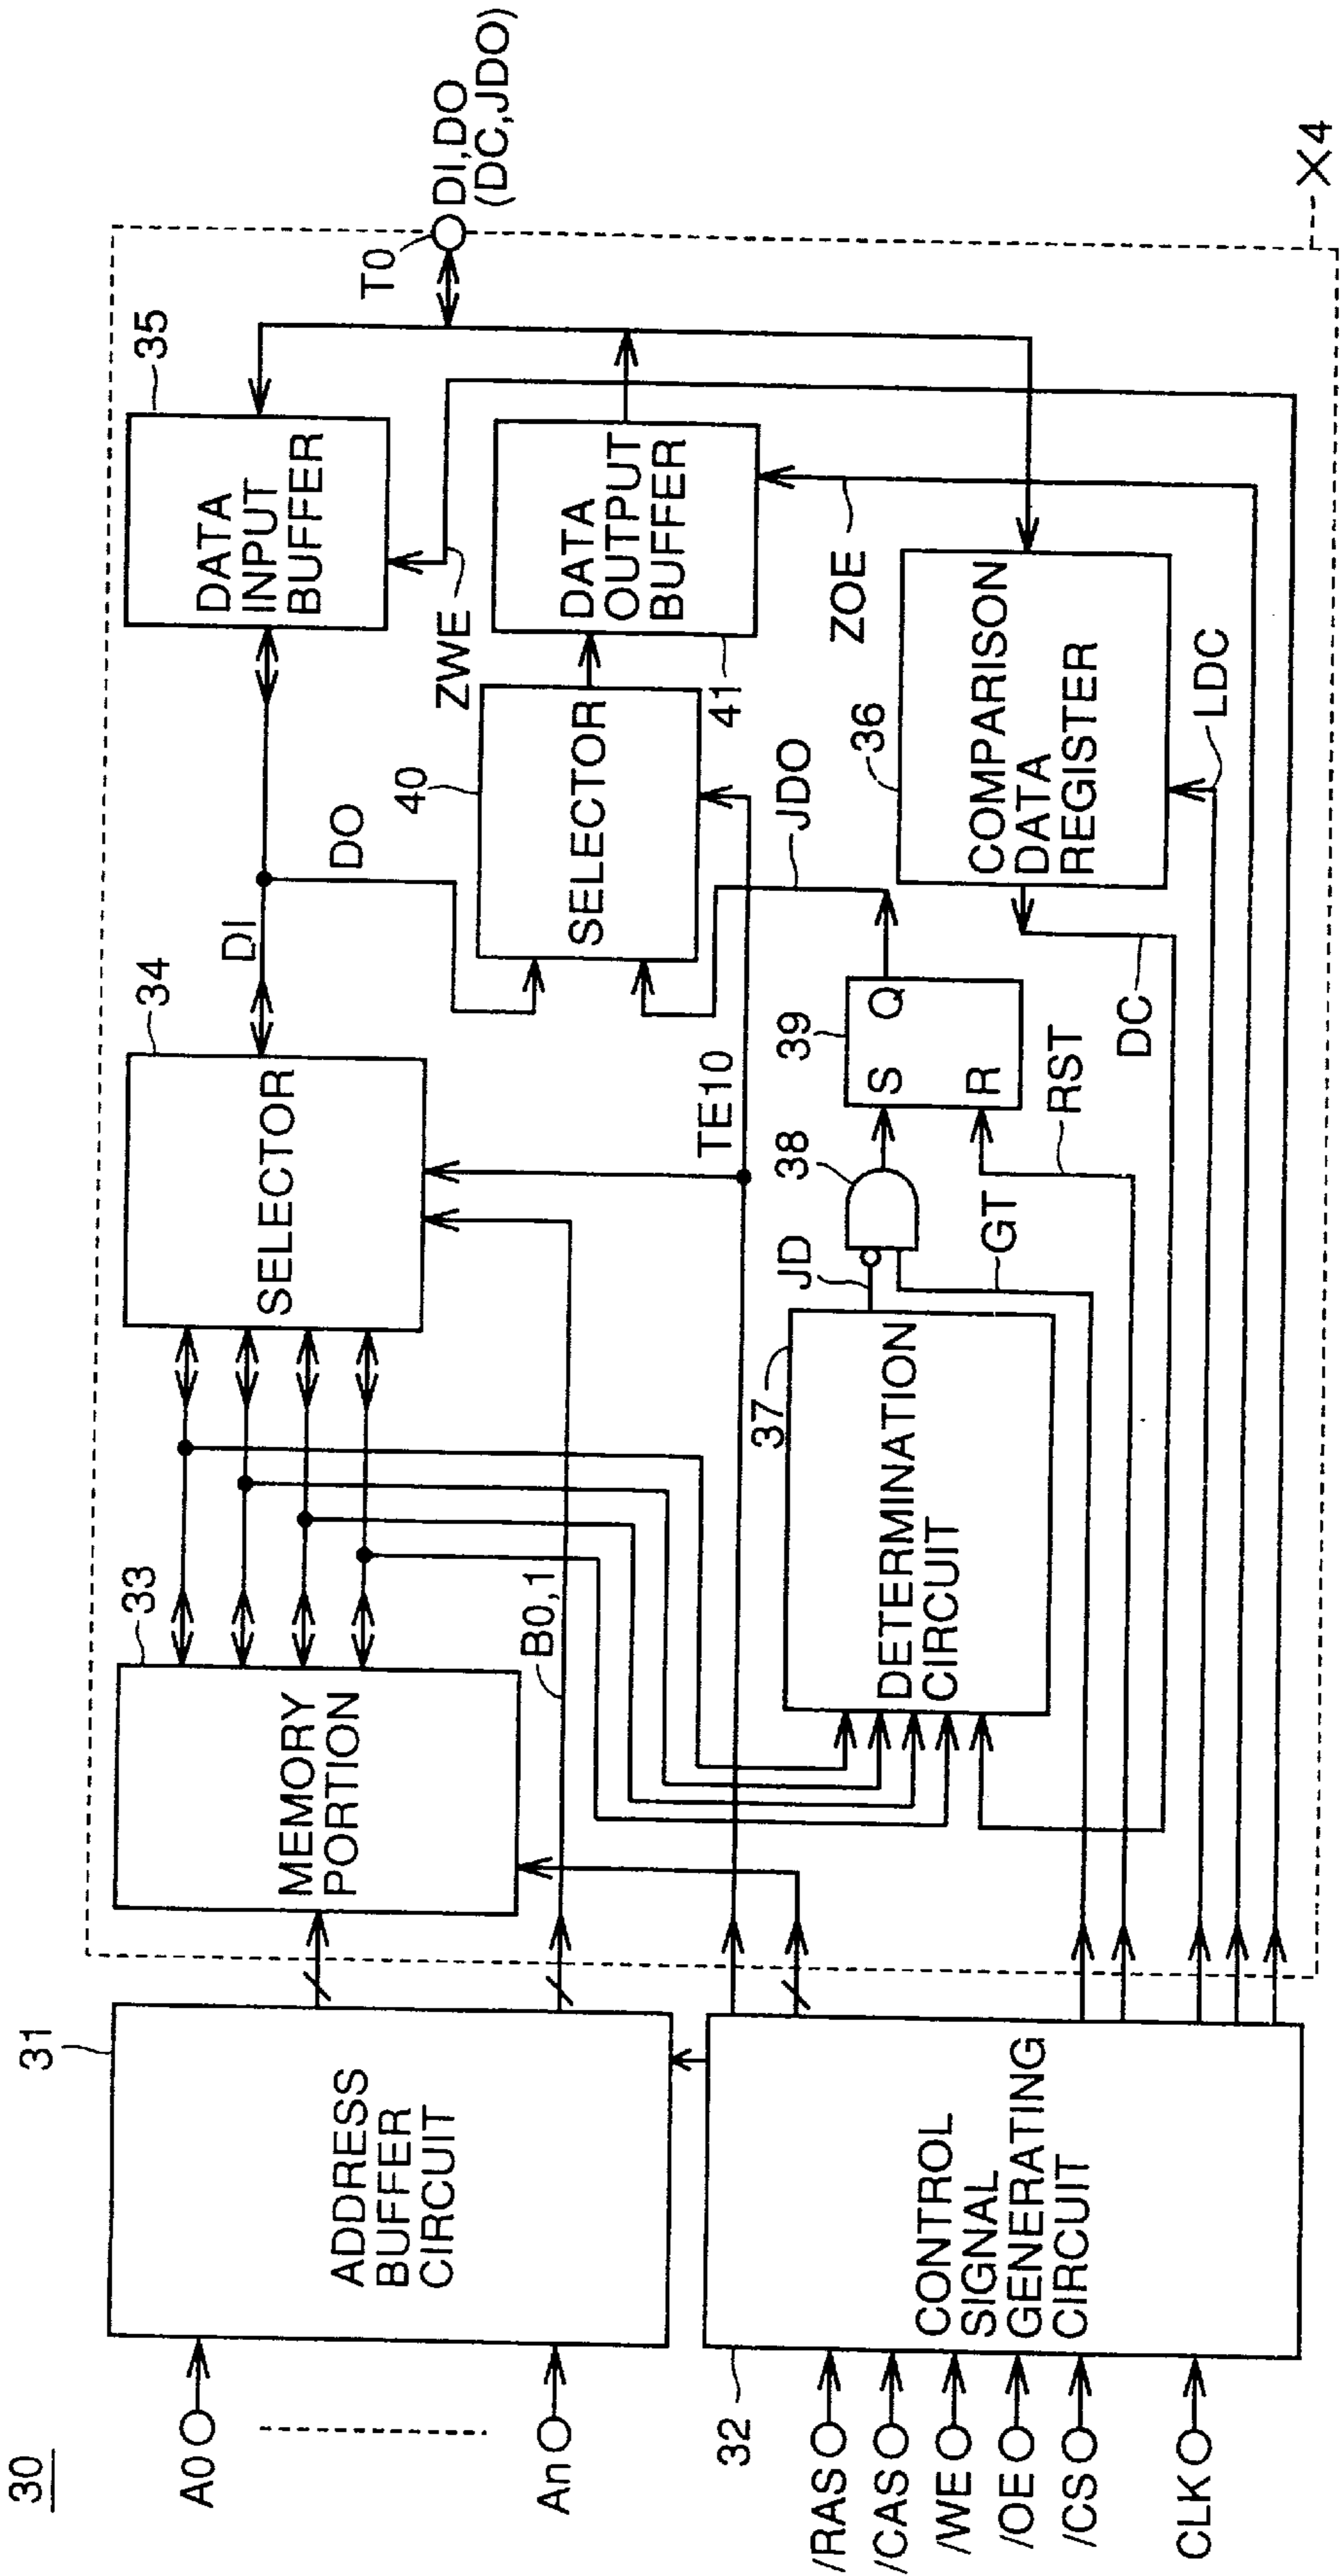 30
31
A0
An
ADDRESS
BUFFER
CIRCUIT
32
/RAS
/CAS
/WE
/OE
/CS
CLK
CONTROL
SIGNAL
GENERATING
CIRCUIT
33
MEMORY
PORTION
B0,1
34
SELECTOR
DI
DO
35
DATA
INPUT
BUFFER
ZWE
T0
DI,DO
(DC,JDO)
40
SELECTOR
41
DATA
OUTPUT
BUFFER
ZOE
TE10
JDO
37
DETERMINATION
CIRCUIT
JD
38
GT
39
S
Q
R
RST
36
COMPARISON
DATA
REGISTER
DC
LDC
X4